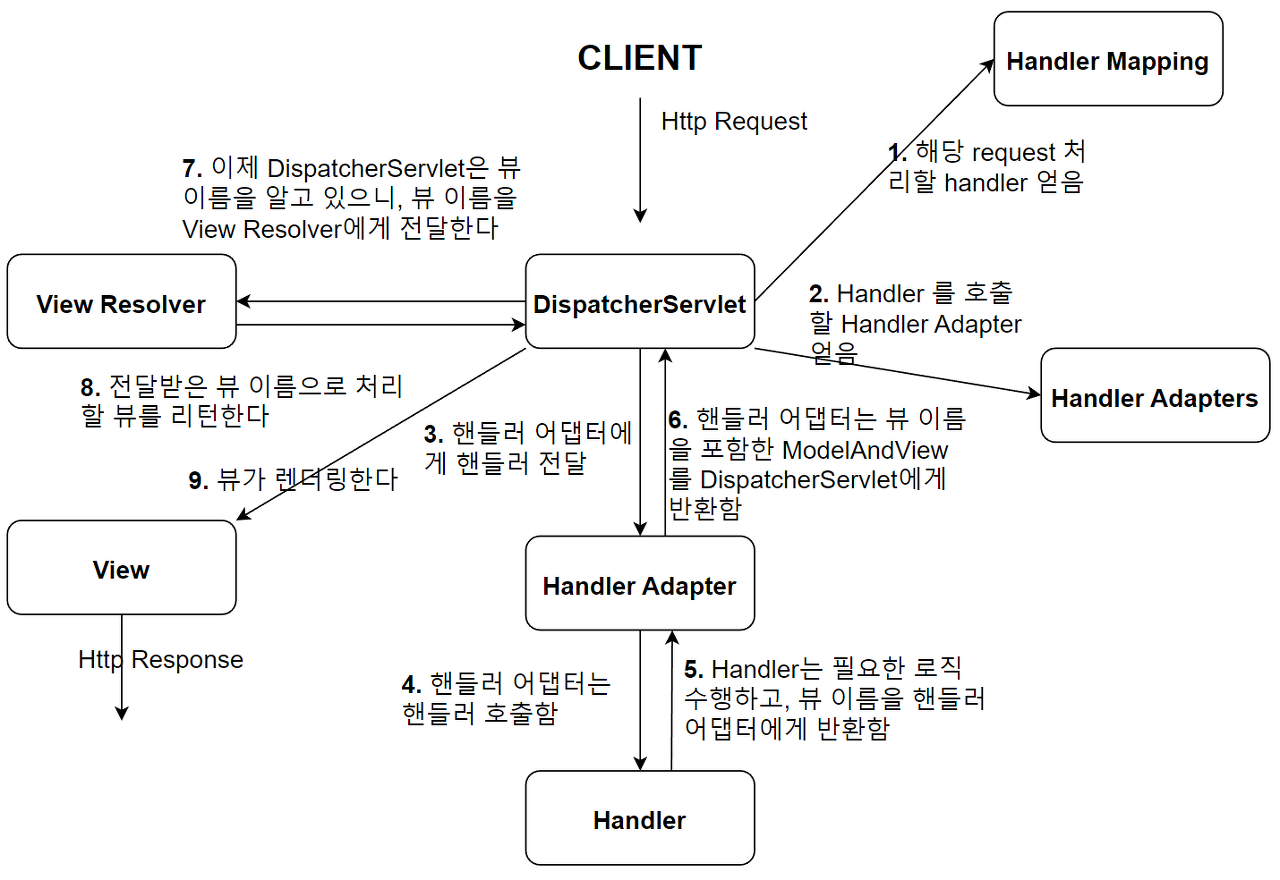 CLIENT
Handler Mapping
Http Request
1. 해당 request 처
리할 handler 얻음
7. 이제 DispatcherServlet은 뷰
이름을 알고 있으니, 뷰 이름을
View Resolver에게 전달한다
View Resolver
DispatcherServlet
2. Handler 를 호출
할 Handler Adapter
얻음
Handler Adapters
8. 전달받은 뷰 이름으로 처리
할 뷰를 리턴한다
3. 핸들러 어댑터에
게 핸들러 전달
6. 핸들러 어댑터는 뷰 이름
을 포함한 ModelAndView
를 DispatcherServlet에게
반환함
9. 뷰가 렌더링한다
View
Handler Adapter
Http Response
4. 핸들러 어댑터는
핸들러 호출함
5. Handler는 필요한 로직
수행하고, 뷰 이름을 핸들러
어댑터에게 반환함
Handler